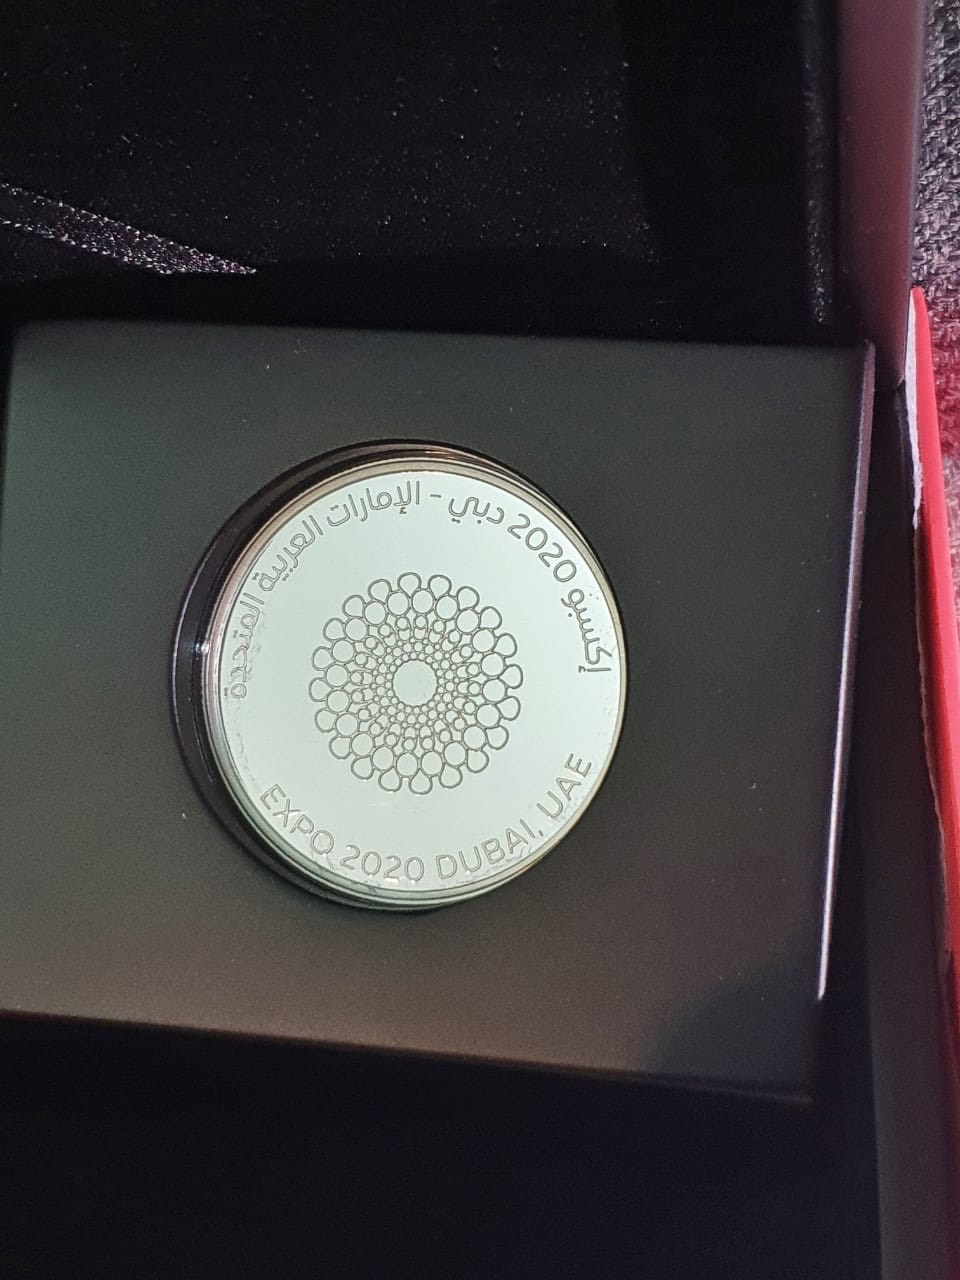 إكسبو 2020 دبي - الإمارات العربية المتحدة
EXPO 2020 DUBAI, UAE